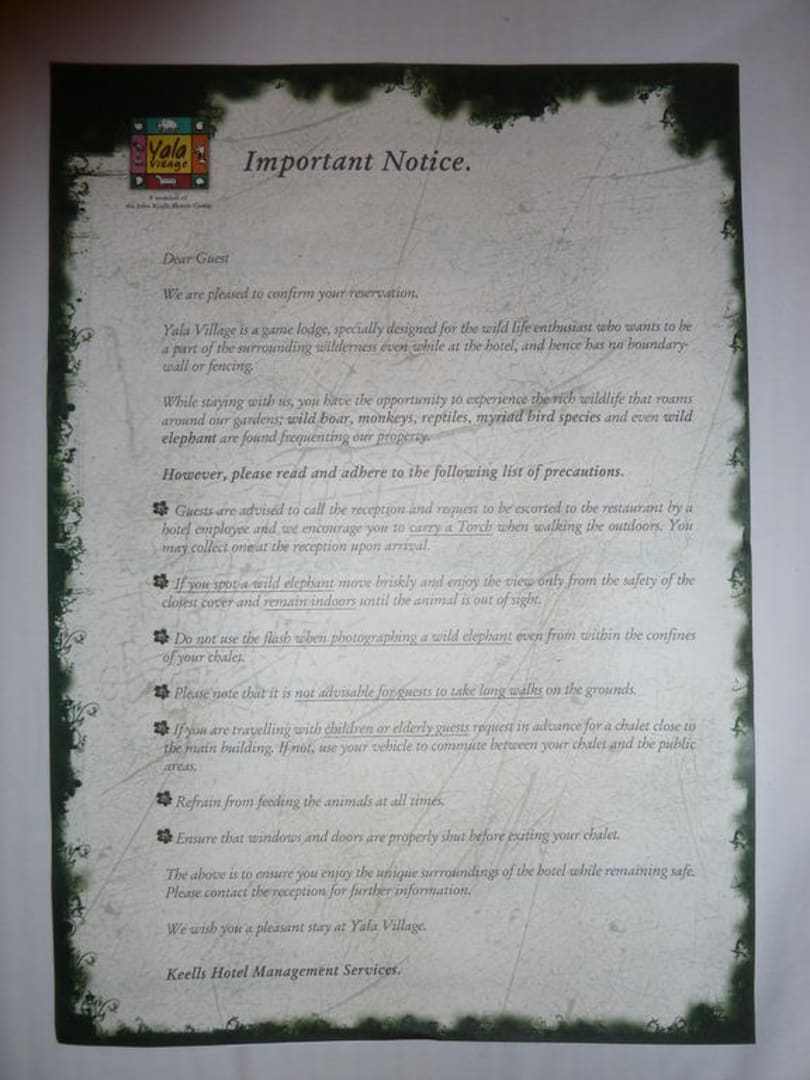 Yala
Village
A member of
the John Keells Hotels Group
Important Notice.
Dear Guest
We are pleased to confirm your reservation.
Yala Village is a game lodge, specially designed for the wild life enthusiast who wants to be
a part of the surrounding wilderness even while at the hotel, and hence has no boundary-
wall or fencing.
While staying with us, you have the opportunity to experience the rich wildlife that roams
around our gardens; wild boar, monkeys, reptiles, myriad bird species and even wild
elephant are found frequenting our property.
However, please read and adhere to the following list of precautions.
Guests are advised to call the reception and request to be escorted to the restaurant by a
hotel employee and we encourage you to carry a Torch when walking the outdoors. You
may collect one at the reception upon arrival.
If you spot a wild elephant move briskly and enjoy the view only from the safety of the
closest cover and remain indoors until the animal is out of sight.
Do not use the flash when photographing a wild elephant even from within the confines
of your chalet.
Please note that it is not advisable for guests to take long walks on the grounds.
If you are travelling with children or elderly guests request in advance for a chalet close to
the main building. If not, use your vehicle to commute between your chalet and the public
areas.
Refrain from feeding the animals at all times.
Ensure that windows and doors are properly shut before exiting your chalet.
The above is to ensure you enjoy the unique surroundings of the hotel while remaining safe.
Please contact the reception for further information.
We wish you a pleasant stay at Yala Village.
Keells Hotel Management Services.